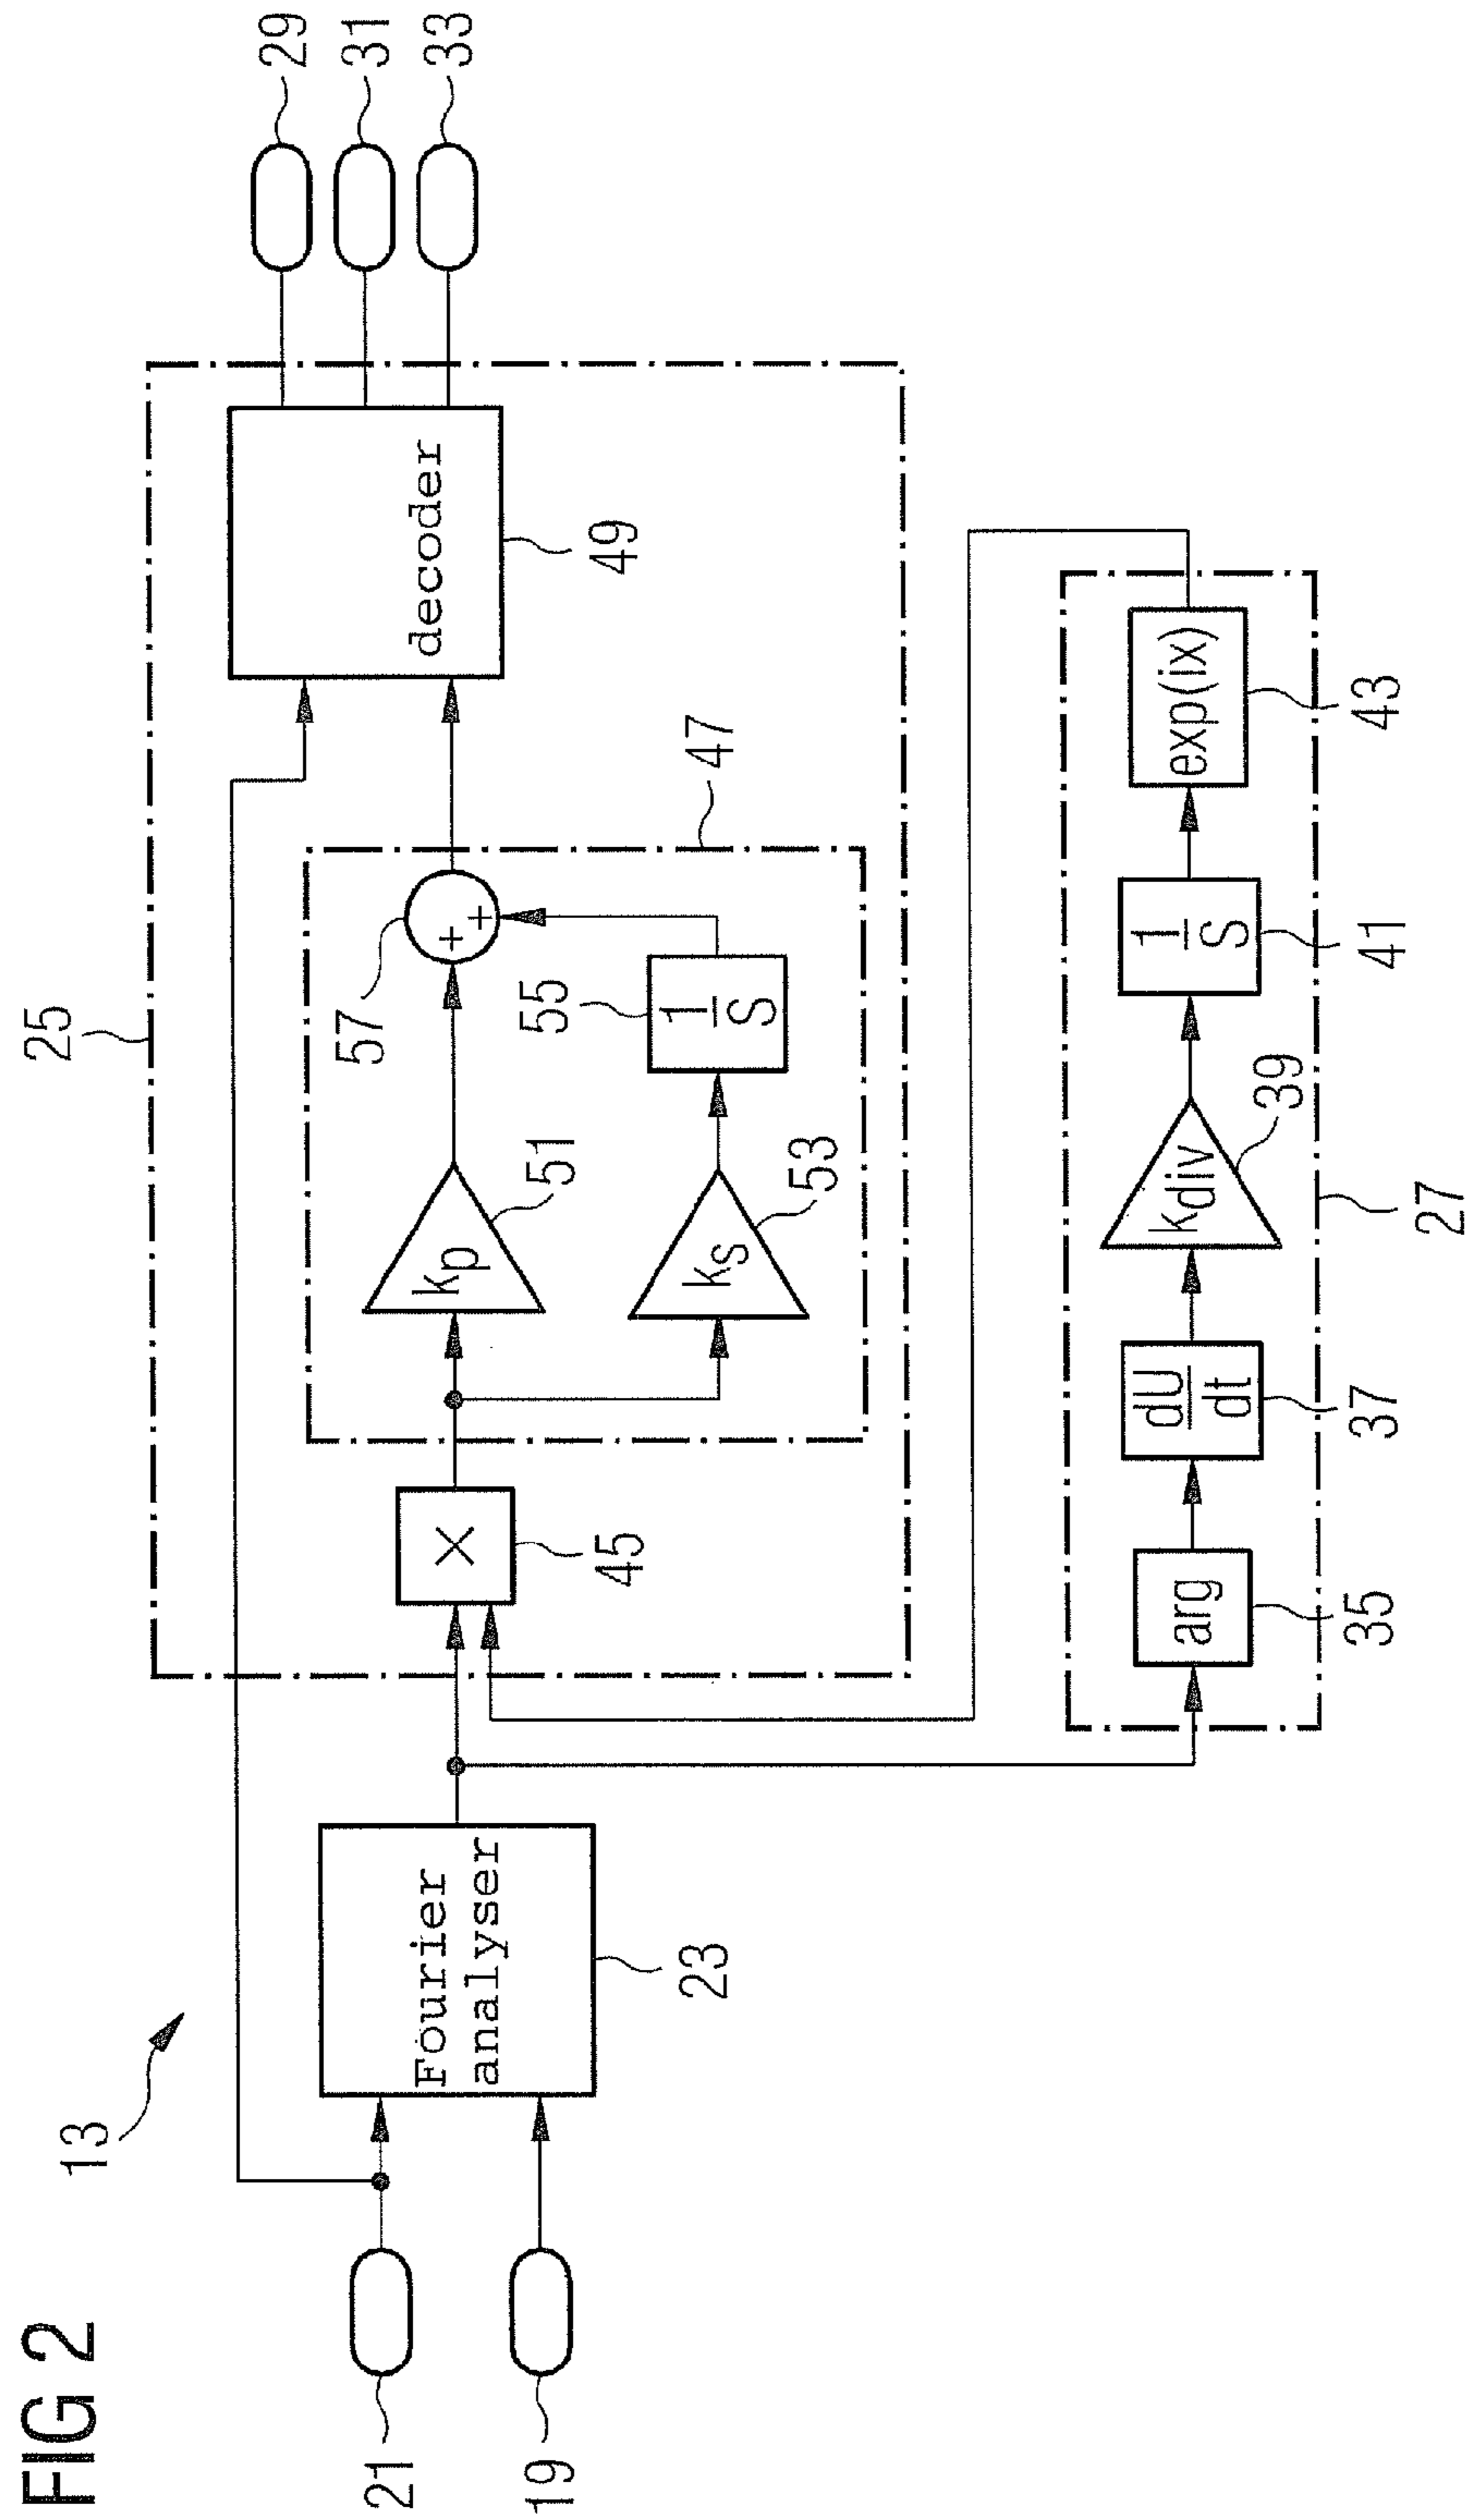 FIG 2
13
25
29
31
33
21
19
Fourier
analyser
23
×
45
kp
51
ks
53
1
S
55
57
+
+
47
decoder
49
arg
35
dU
dt
37
kdiv
39
1
S
41
exp(ix)
43
27